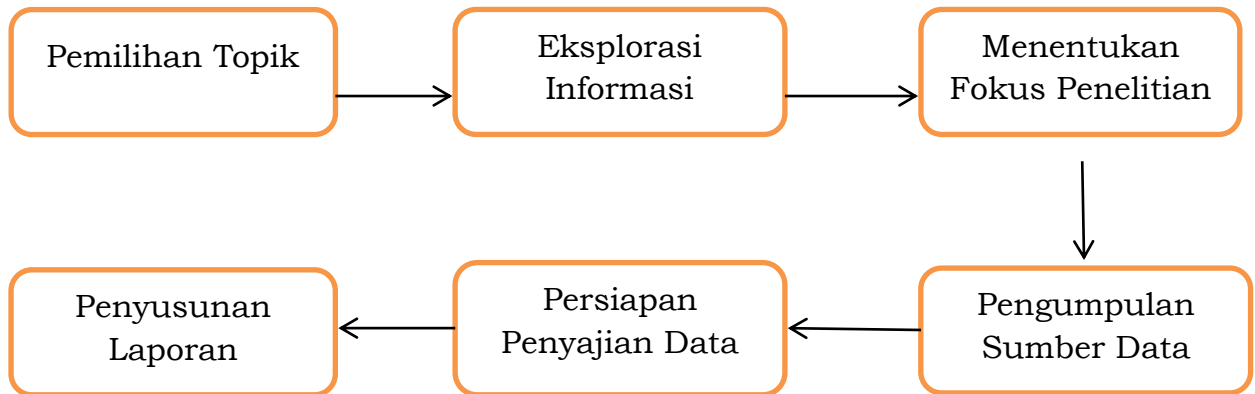 Pemilihan Topik
Eksplorasi
Informasi
Menentukan
Fokus Penelitian
Pengumpulan
Sumber Data
Persiapan
Penyajian Data
Penyusunan
Laporan